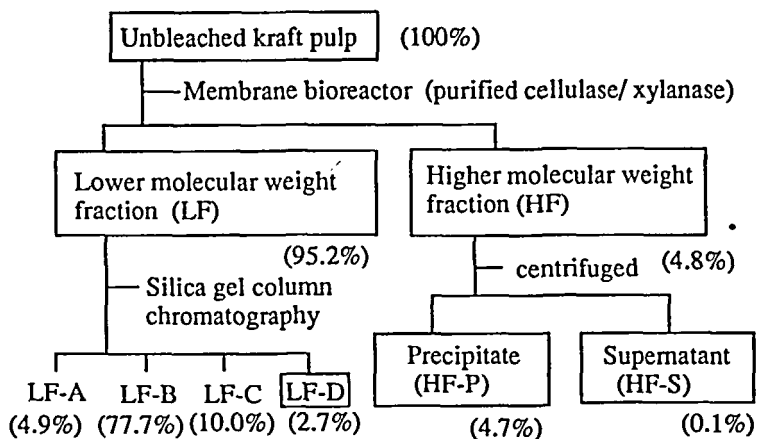 Unbleached kraft pulp (100%)
Membrane bioreactor (purified cellulase/ xylanase)
Lower molecular weight
fraction (LF)
(95.2%)
Higher molecular weight
fraction (HF)
(4.8%)
Silica gel column
chromatography
centrifuged
LF-A LF-B LF-C LF-D
(4.9%) (77.7%) (10.0%) (2.7%)
Precipitate
(HF-P)
(4.7%)
Supernatant
(HF-S)
(0.1%)